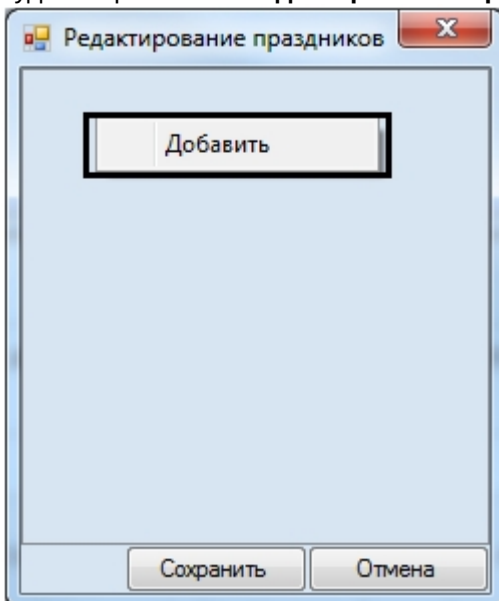 Редактирование праздников
Добавить
Сохранить
Отмена